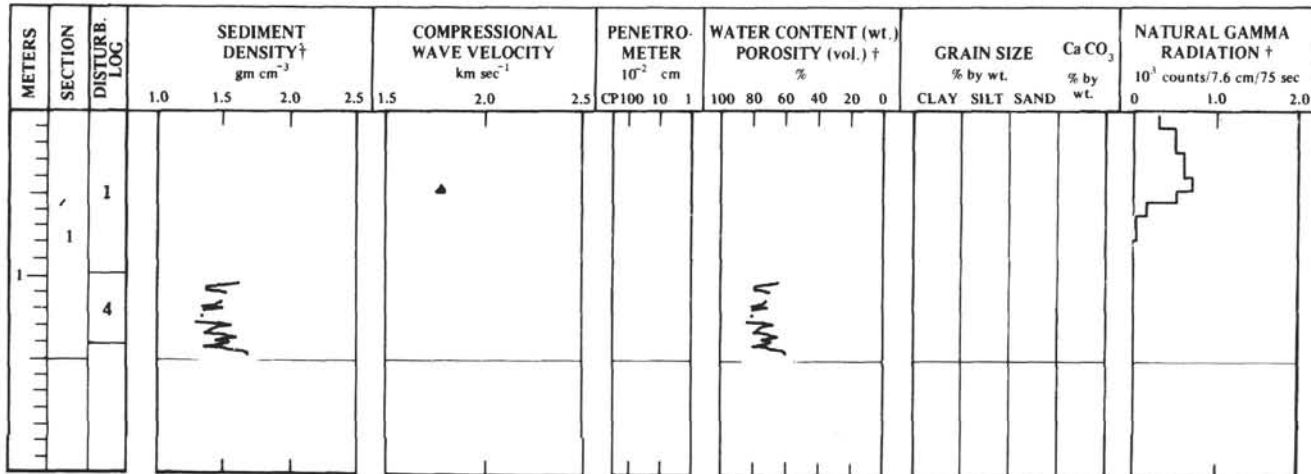 METERS
SECTION
DISTURB. LOG
SEDIMENT
DENSITY†
gm cm⁻³
1.0 1.5 2.0 2.5
COMPRESSIONAL
WAVE VELOCITY
km sec⁻¹
1.5 2.0 2.5
PENETRO-
METER
10⁻² cm
CP100 10 1
WATER CONTENT (wt.)
POROSITY (vol.) †
%
100 80 60 40 20 0
GRAIN SIZE
% by wt.
CLAY SILT SAND
Ca CO₃
% by
wt.
NATURAL GAMMA
RADIATION †
10³ counts/7.6 cm/75 sec
0 1.0 2.0
1
1
1
4